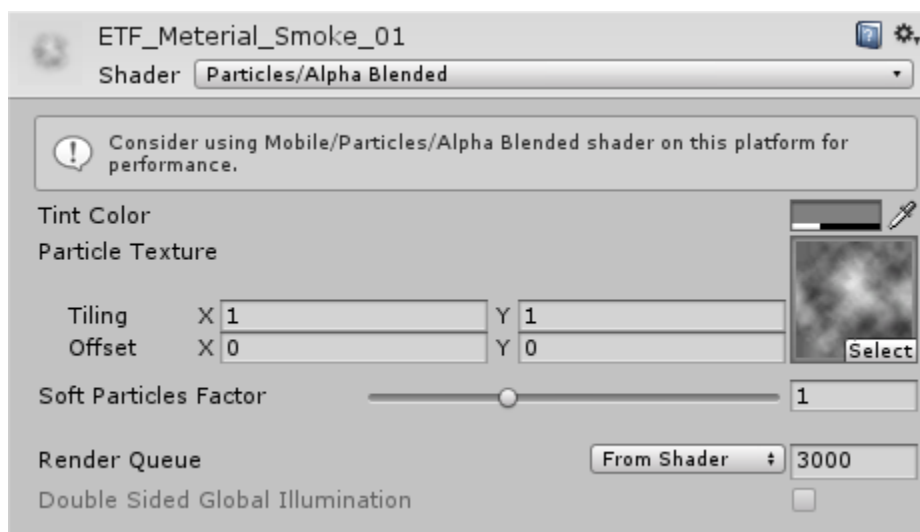 ETF_Meterial_Smoke_01
Shader Particles/Alpha Blended
Consider using Mobile/Particles/Alpha Blended shader on this platform for
performance.
Tint Color
Particle Texture
Tiling X 1 Y 1
Offset X 0 Y 0
Select
Soft Particles Factor 1
Render Queue From Shader 3000
Double Sided Global Illumination